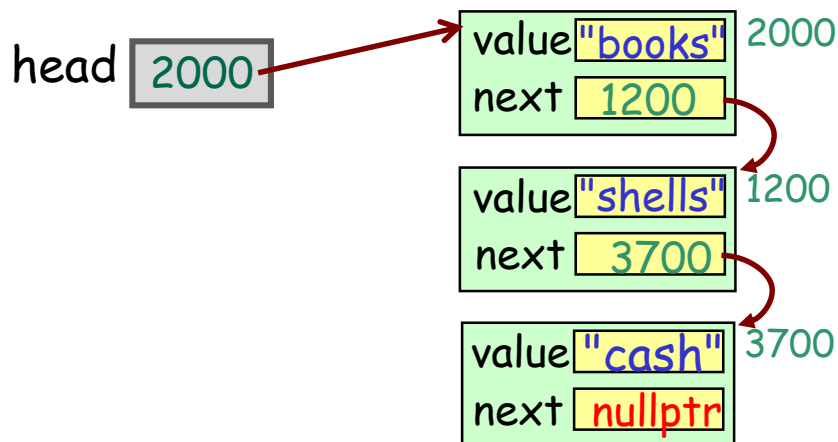 head 2000
value "books" 2000
next 1200
value "shells" 1200
next 3700
value "cash" 3700
next nullptr